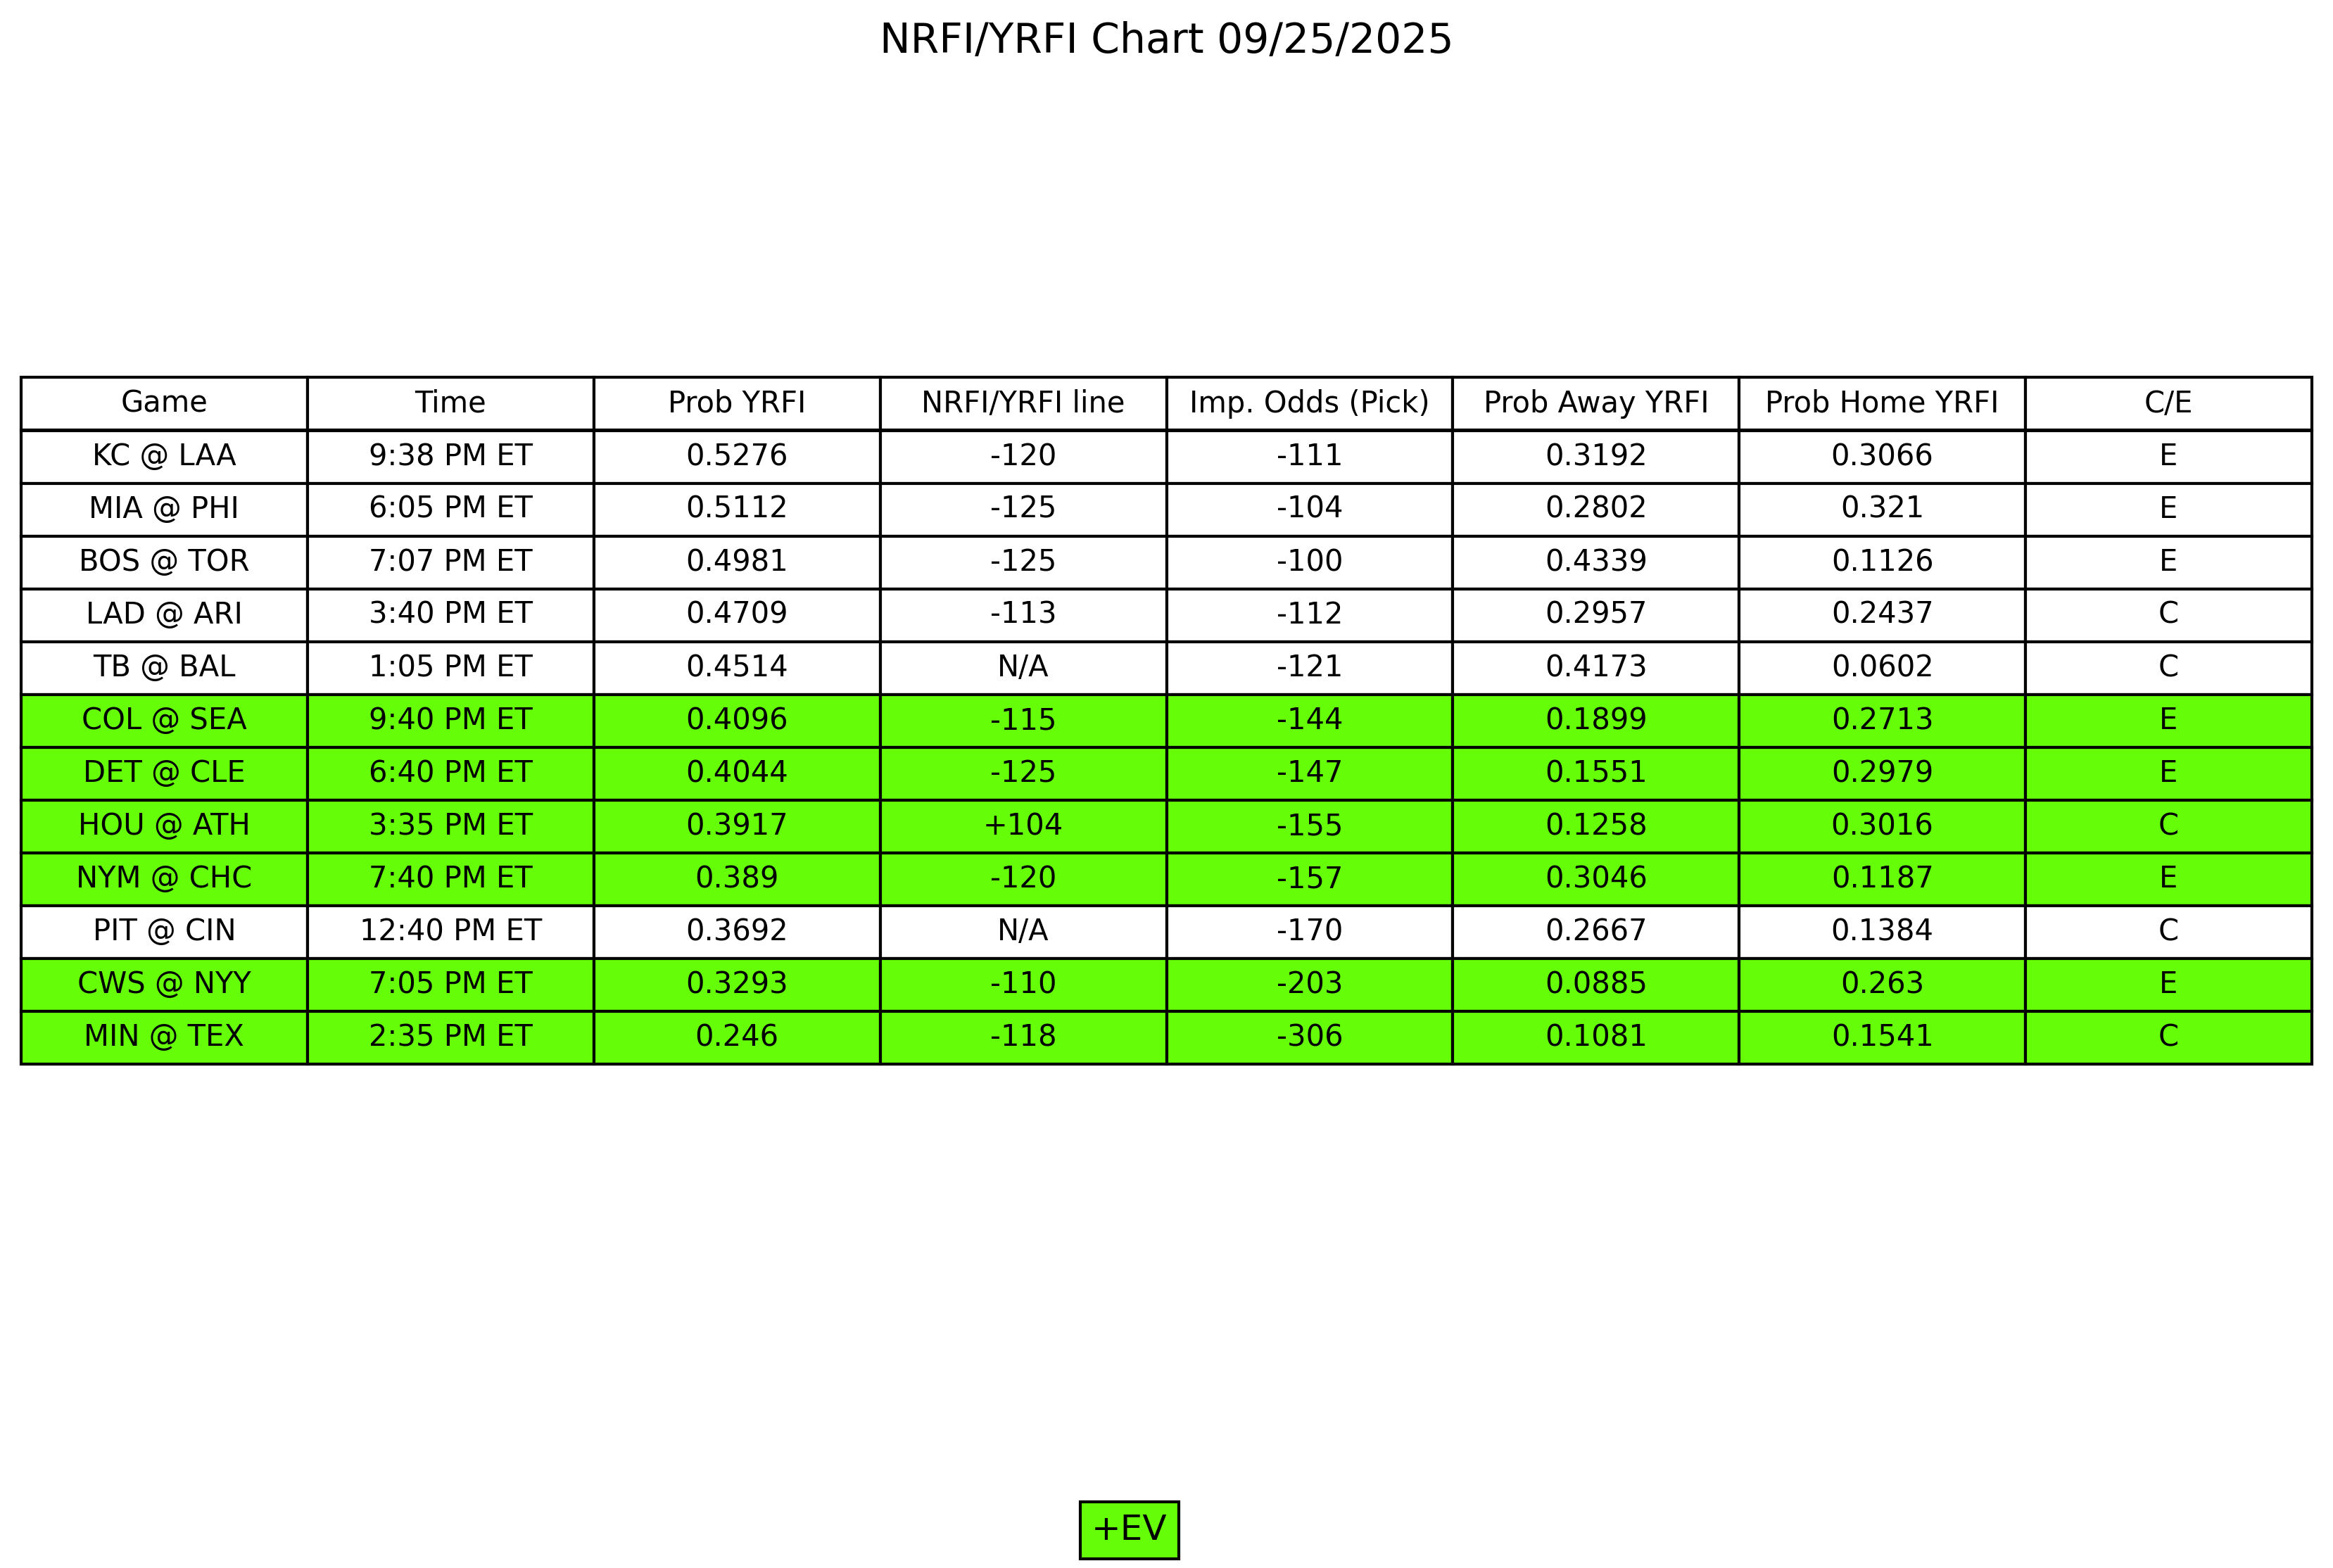 NRFI/YRFI Chart 09/25/2025
Game Time Prob YRFI NRFI/YRFI line Imp. Odds (Pick) Prob Away YRFI Prob Home YRFI C/E
KC @ LAA 9:38 PM ET 0.5276 -120 -111 0.3192 0.3066 E
MIA @ PHI 6:05 PM ET 0.5112 -125 -104 0.2802 0.321 E
BOS @ TOR 7:07 PM ET 0.4981 -125 -100 0.4339 0.1126 E
LAD @ ARI 3:40 PM ET 0.4709 -113 -112 0.2957 0.2437 C
TB @ BAL 1:05 PM ET 0.4514 N/A -121 0.4173 0.0602 C
COL @ SEA 9:40 PM ET 0.4096 -115 -144 0.1899 0.2713 E
DET @ CLE 6:40 PM ET 0.4044 -125 -147 0.1551 0.2979 E
HOU @ ATH 3:35 PM ET 0.3917 +104 -155 0.1258 0.3016 C
NYM @ CHC 7:40 PM ET 0.389 -120 -157 0.3046 0.1187 E
PIT @ CIN 12:40 PM ET 0.3692 N/A -170 0.2667 0.1384 C
CWS @ NYY 7:05 PM ET 0.3293 -110 -203 0.0885 0.263 E
MIN @ TEX 2:35 PM ET 0.246 -118 -306 0.1081 0.1541 C
+EV